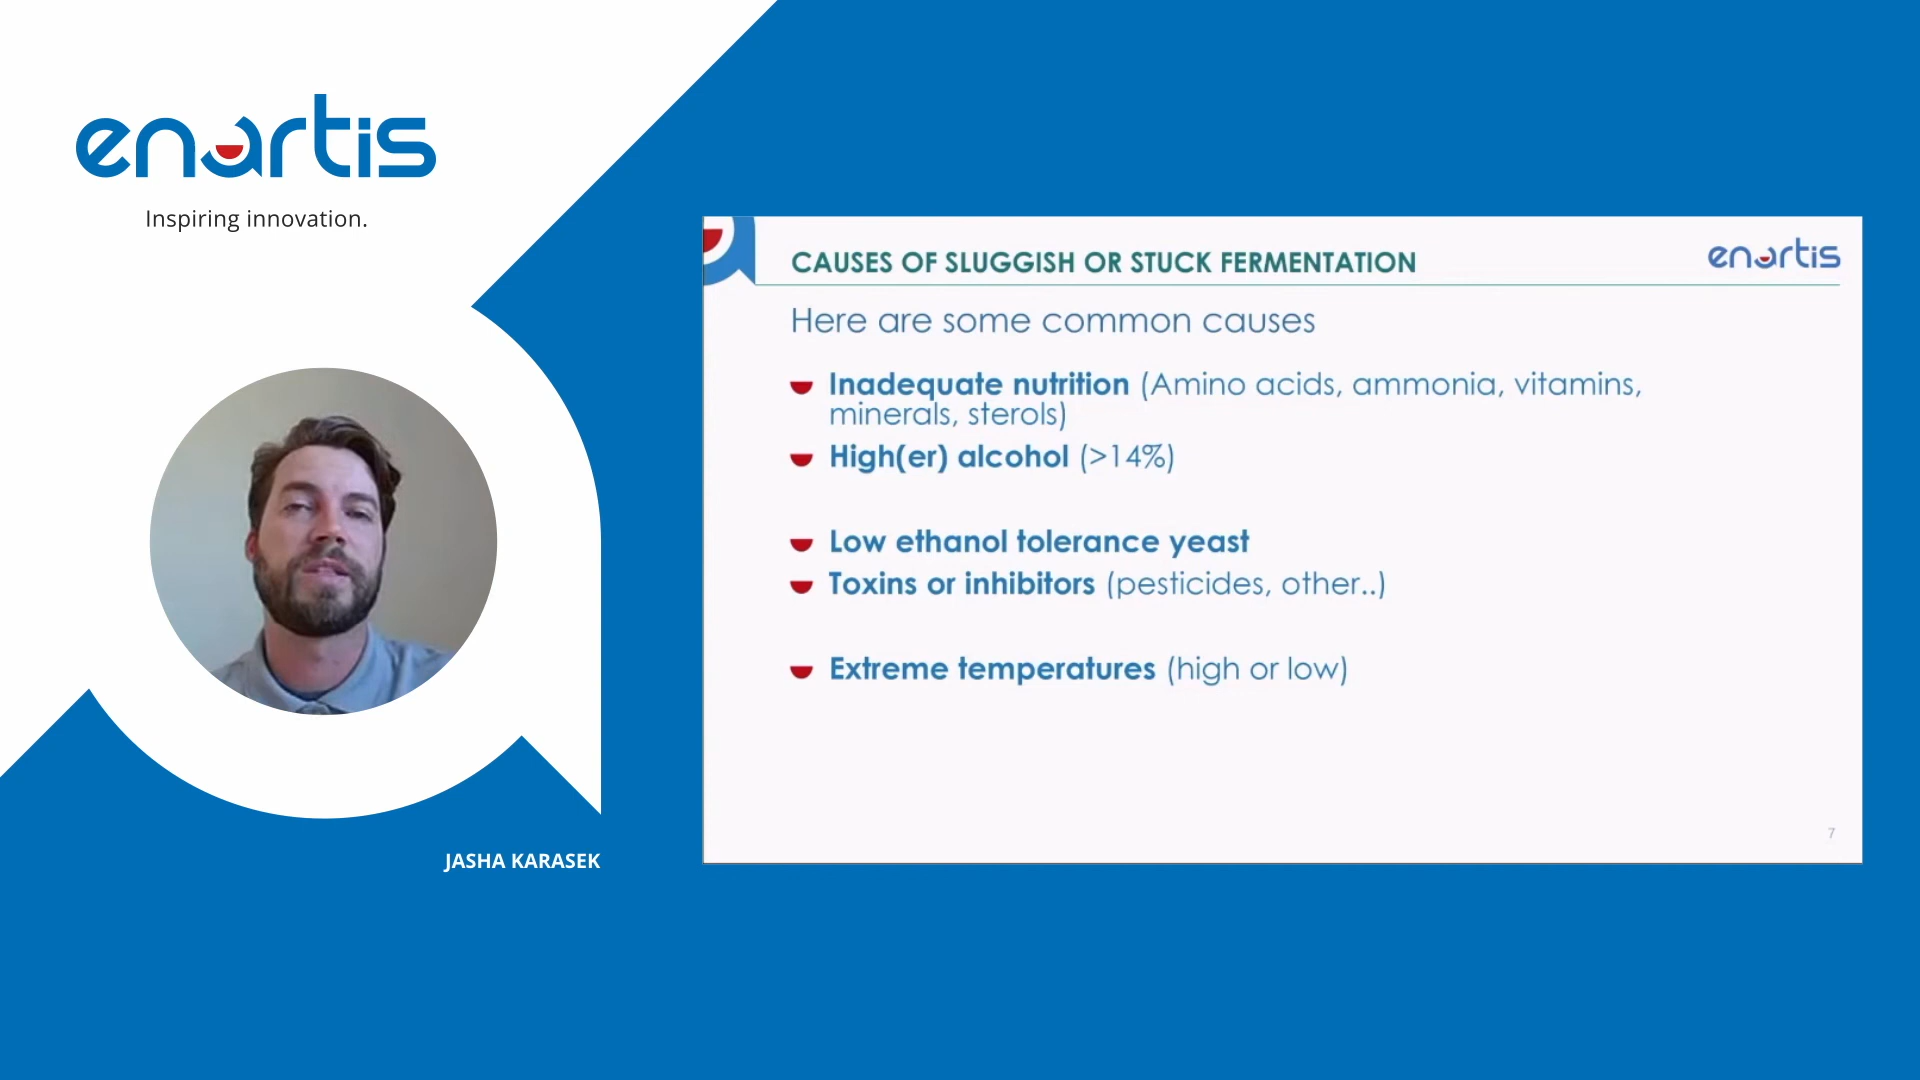 enartis
Inspiring innovation.
JASHA KARASEK
CAUSES OF SLUGGISH OR STUCK FERMENTATION
enartis
Here are some common causes
Inadequate nutrition (Amino acids, ammonia, vitamins,
minerals, sterols)
High(er) alcohol (>14%)
Low ethanol tolerance yeast
Toxins or inhibitors (pesticides, other..)
Extreme temperatures (high or low)
7